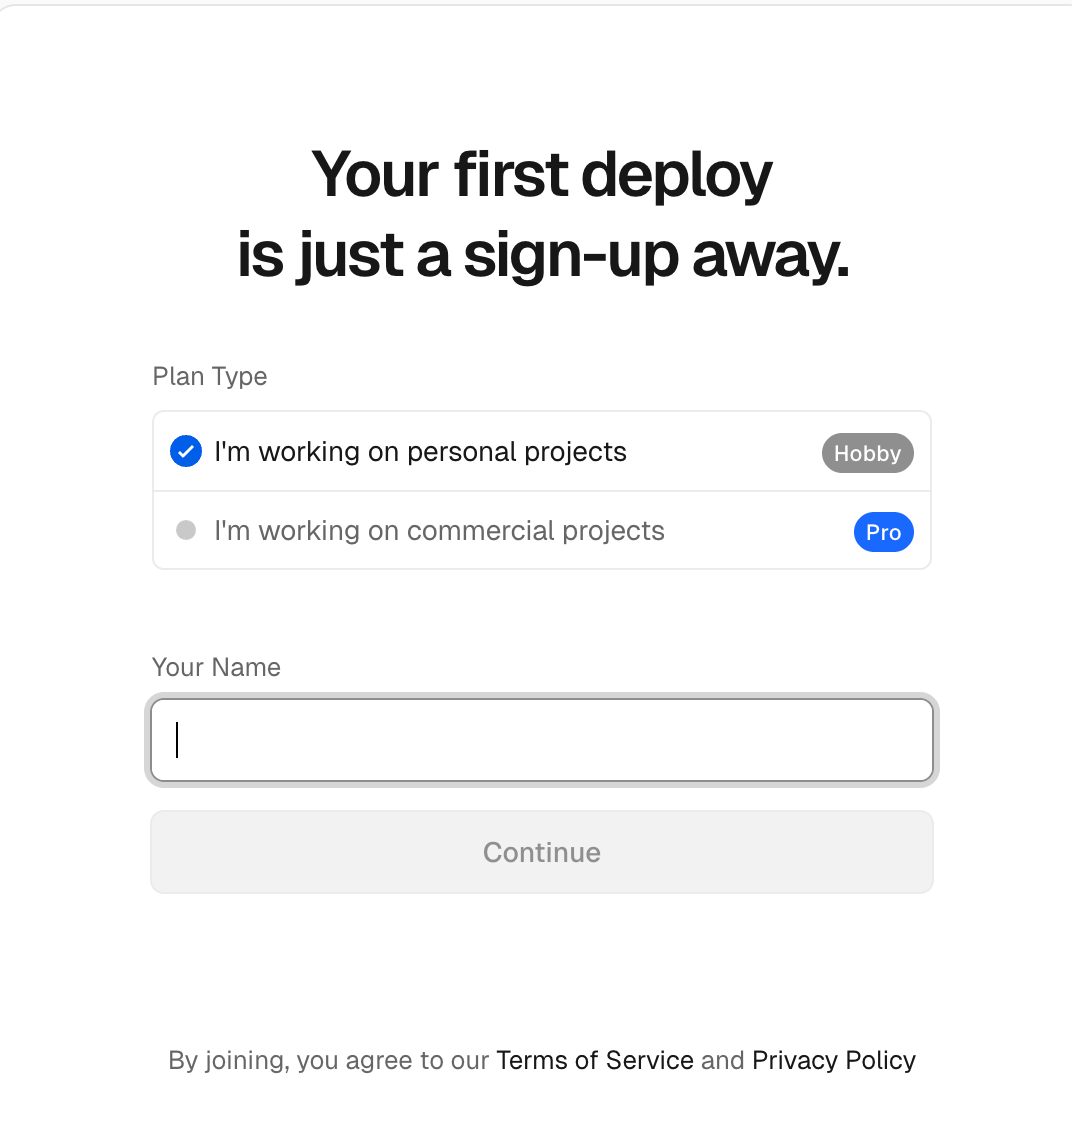 Your first deploy
is just a sign-up away.
Plan Type
I'm working on personal projects Hobby
I'm working on commercial projects Pro
Your Name
Continue
By joining, you agree to our Terms of Service and Privacy Policy